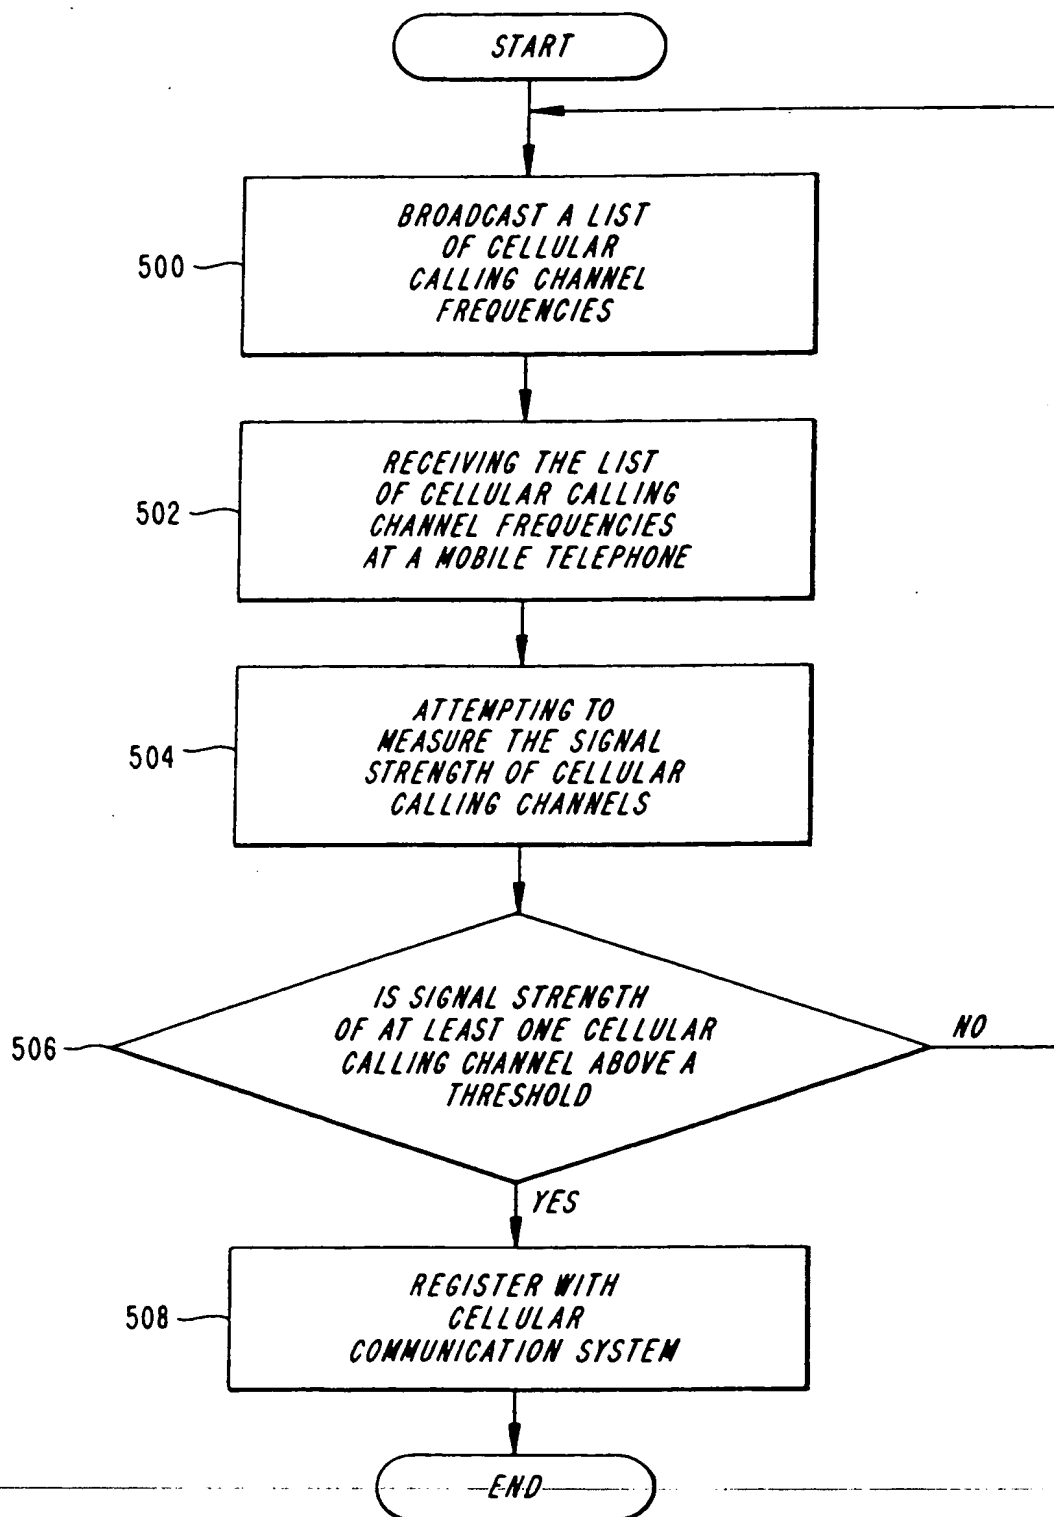 START
BROADCAST A LIST
OF CELLULAR
CALLING CHANNEL
FREQUENCIES
500
RECEIVING THE LIST
OF CELLULAR CALLING
CHANNEL FREQUENCIES
AT A MOBILE TELEPHONE
502
ATTEMPTING TO
MEASURE THE SIGNAL
STRENGTH OF CELLULAR
CALLING CHANNELS
504
IS SIGNAL STRENGTH
OF AT LEAST ONE CELLULAR
CALLING CHANNEL ABOVE A
THRESHOLD
506
NO
YES
REGISTER WITH
CELLULAR
COMMUNICATION SYSTEM
508
END